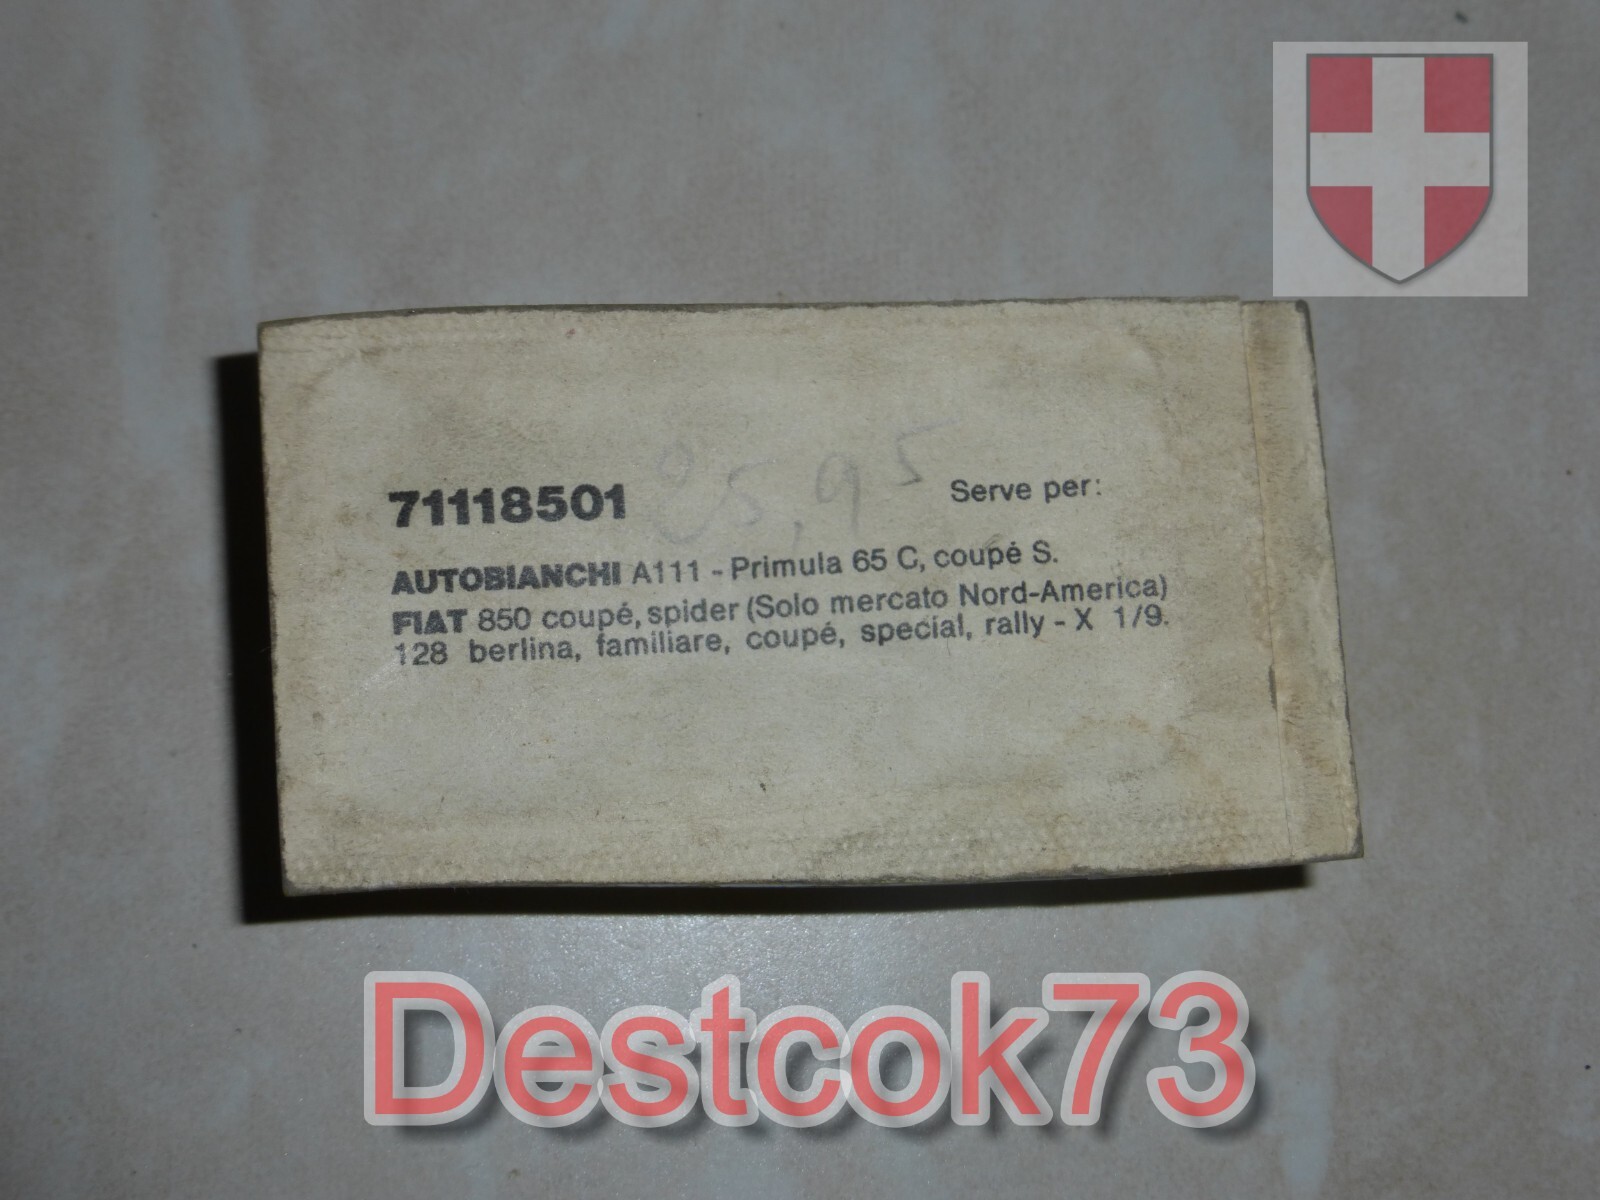 71118501
Serve per:
AUTOBIANCHI A111 - Primula 65 C, coupé S.
FIAT 850 coupé, spider (Solo mercato Nord-America)
128 berlina, familiare, coupé, special, rally - X 1/9.
Destcok73